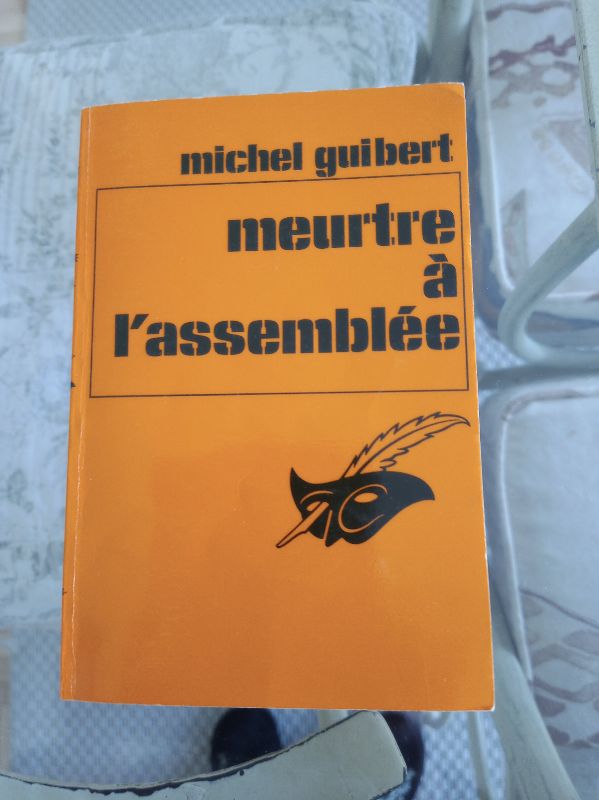 michel guibert
meurtre
à
l'assemblée